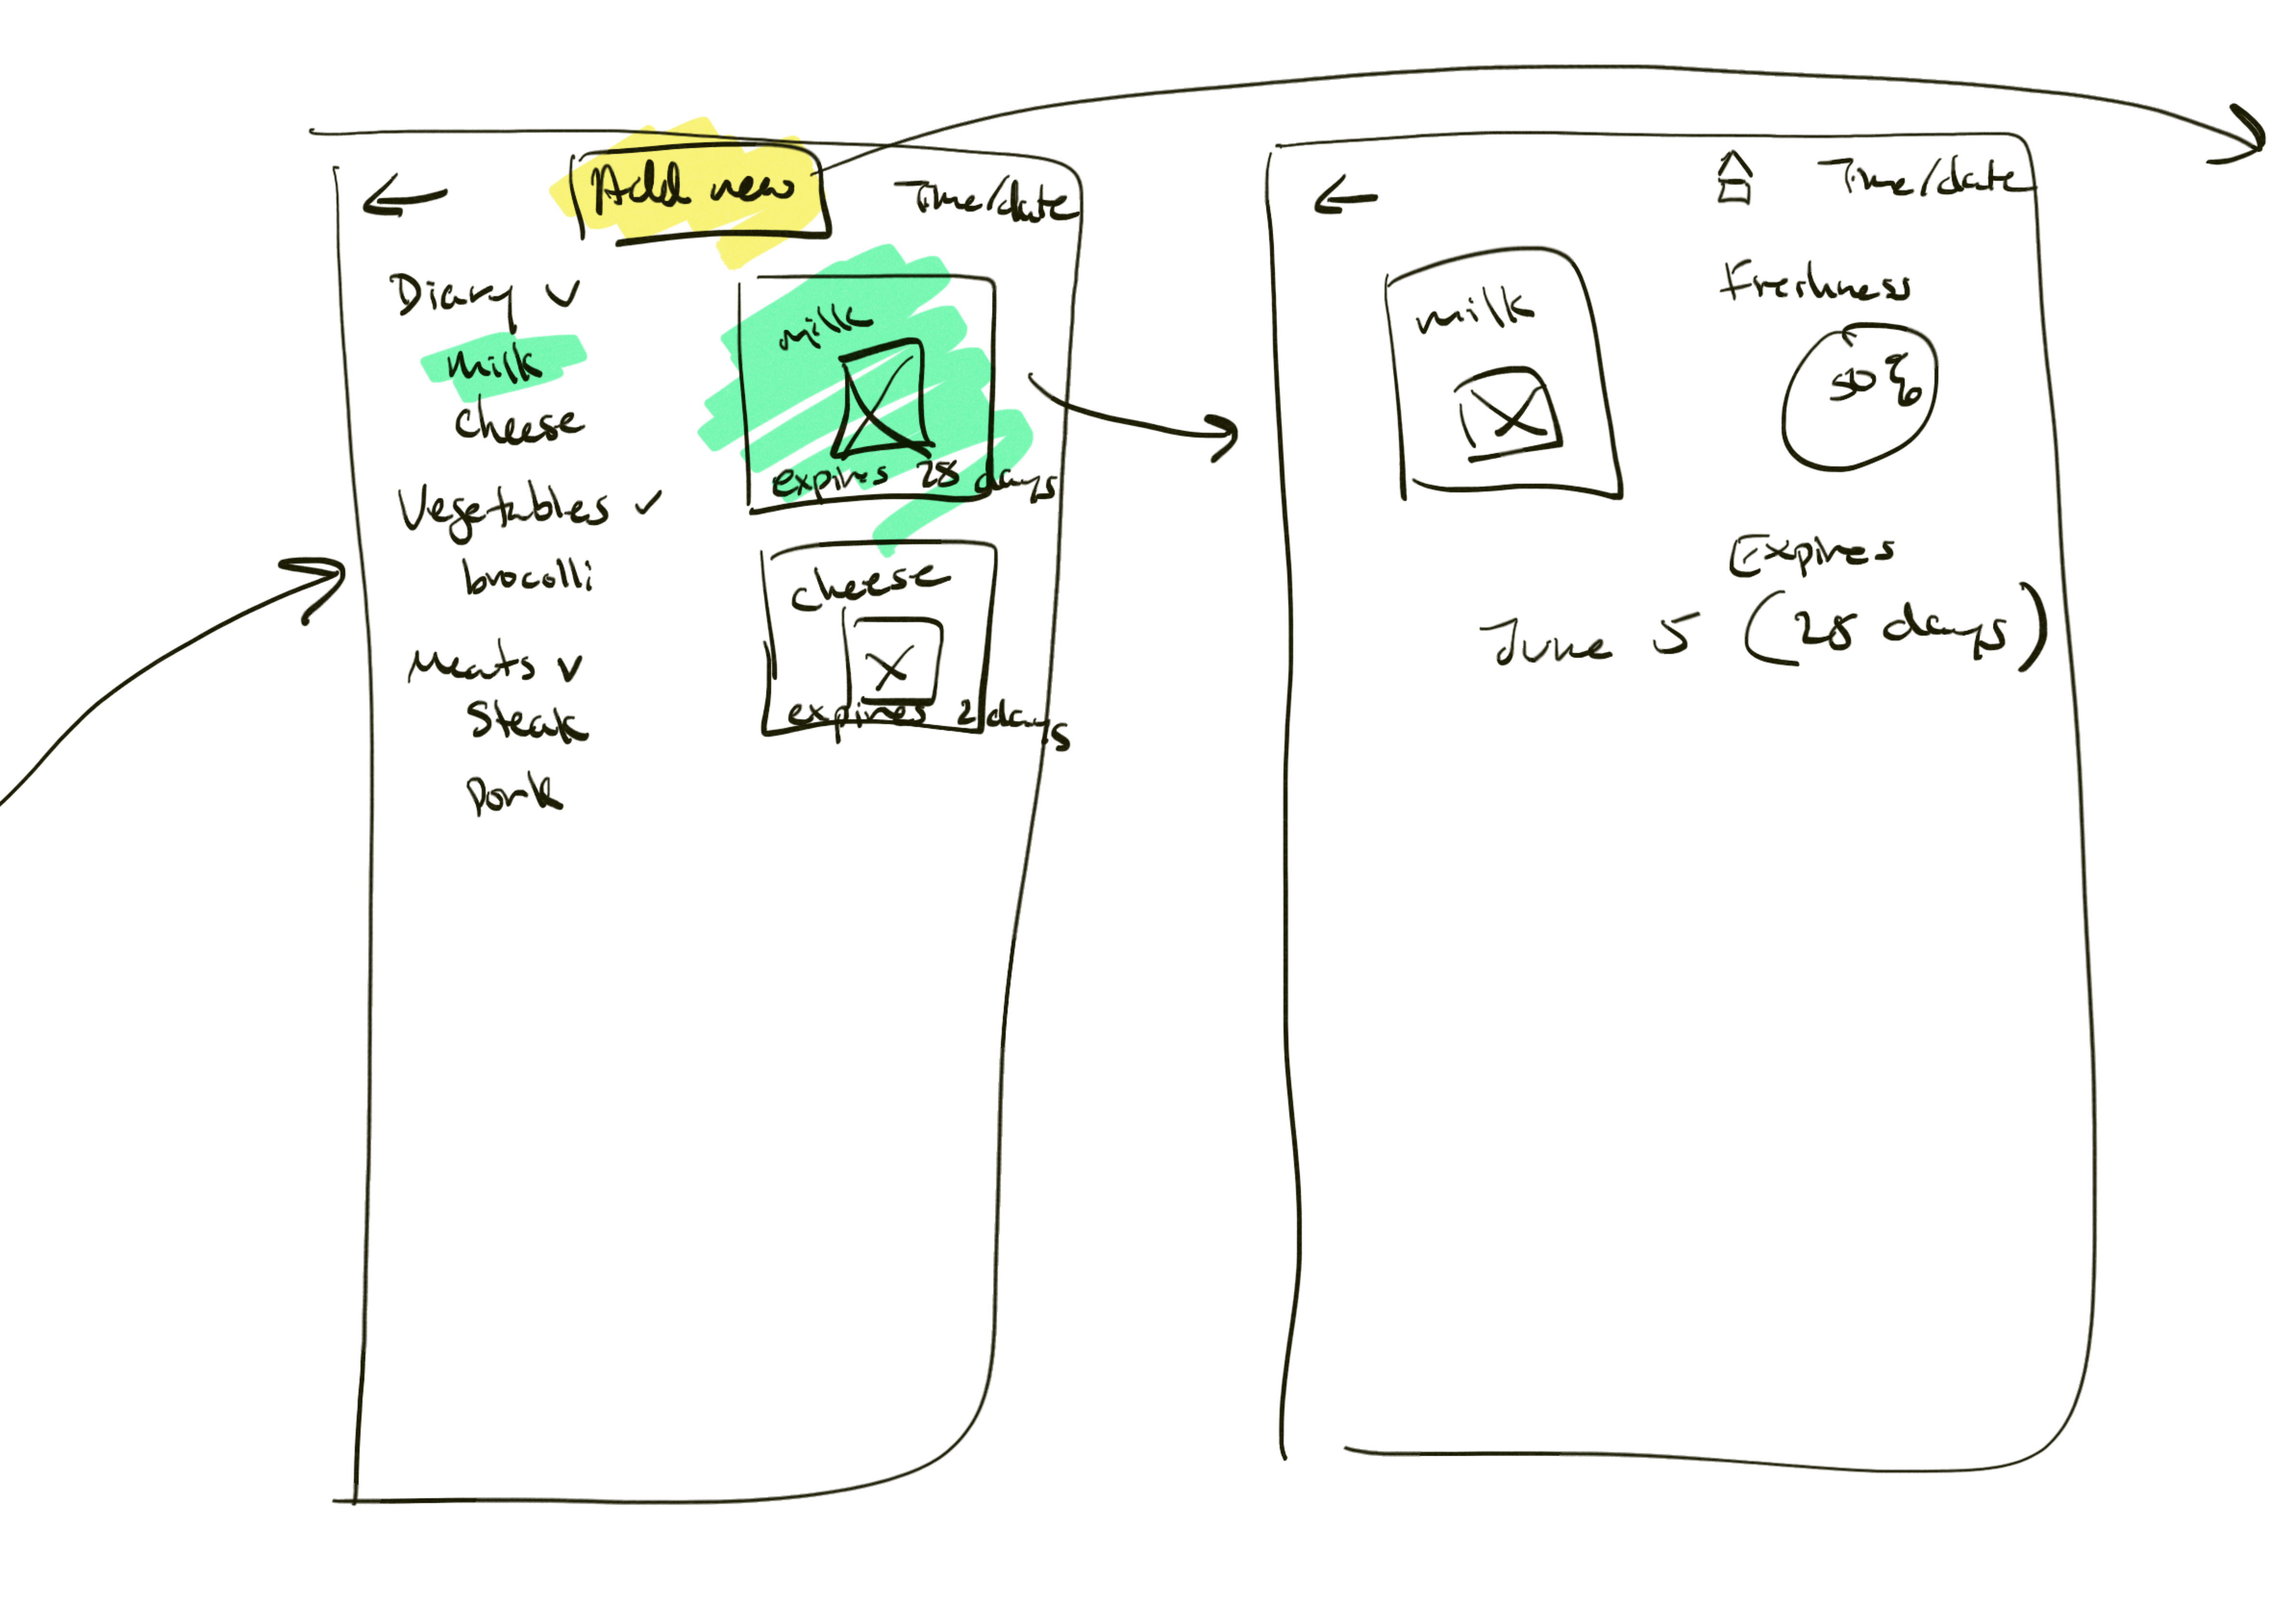 Add new
Time/date
Diary
milk
cheese
Vegetables
brocolli
Meats
Steak
Pork
milk
expires 28 days
cheese
expires 2 days
Time/date
milk
Freshness
50%
Expires
June 5 (28 days)